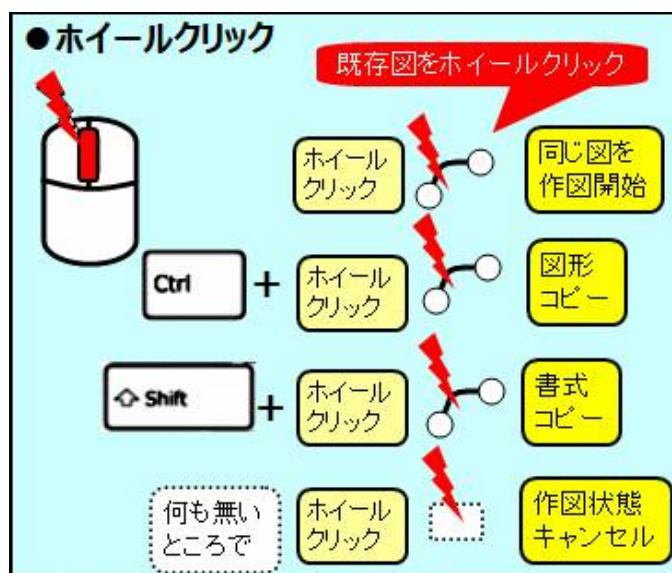 ●ホイールクリック
既存図をホイールクリック
ホイール
クリック
同じ図を
作図開始
Ctrl
+
ホイール
クリック
図形
コピー
Shift
+
ホイール
クリック
書式
コピー
何も無い
ところで
ホイール
クリック
作図状態
キャンセル